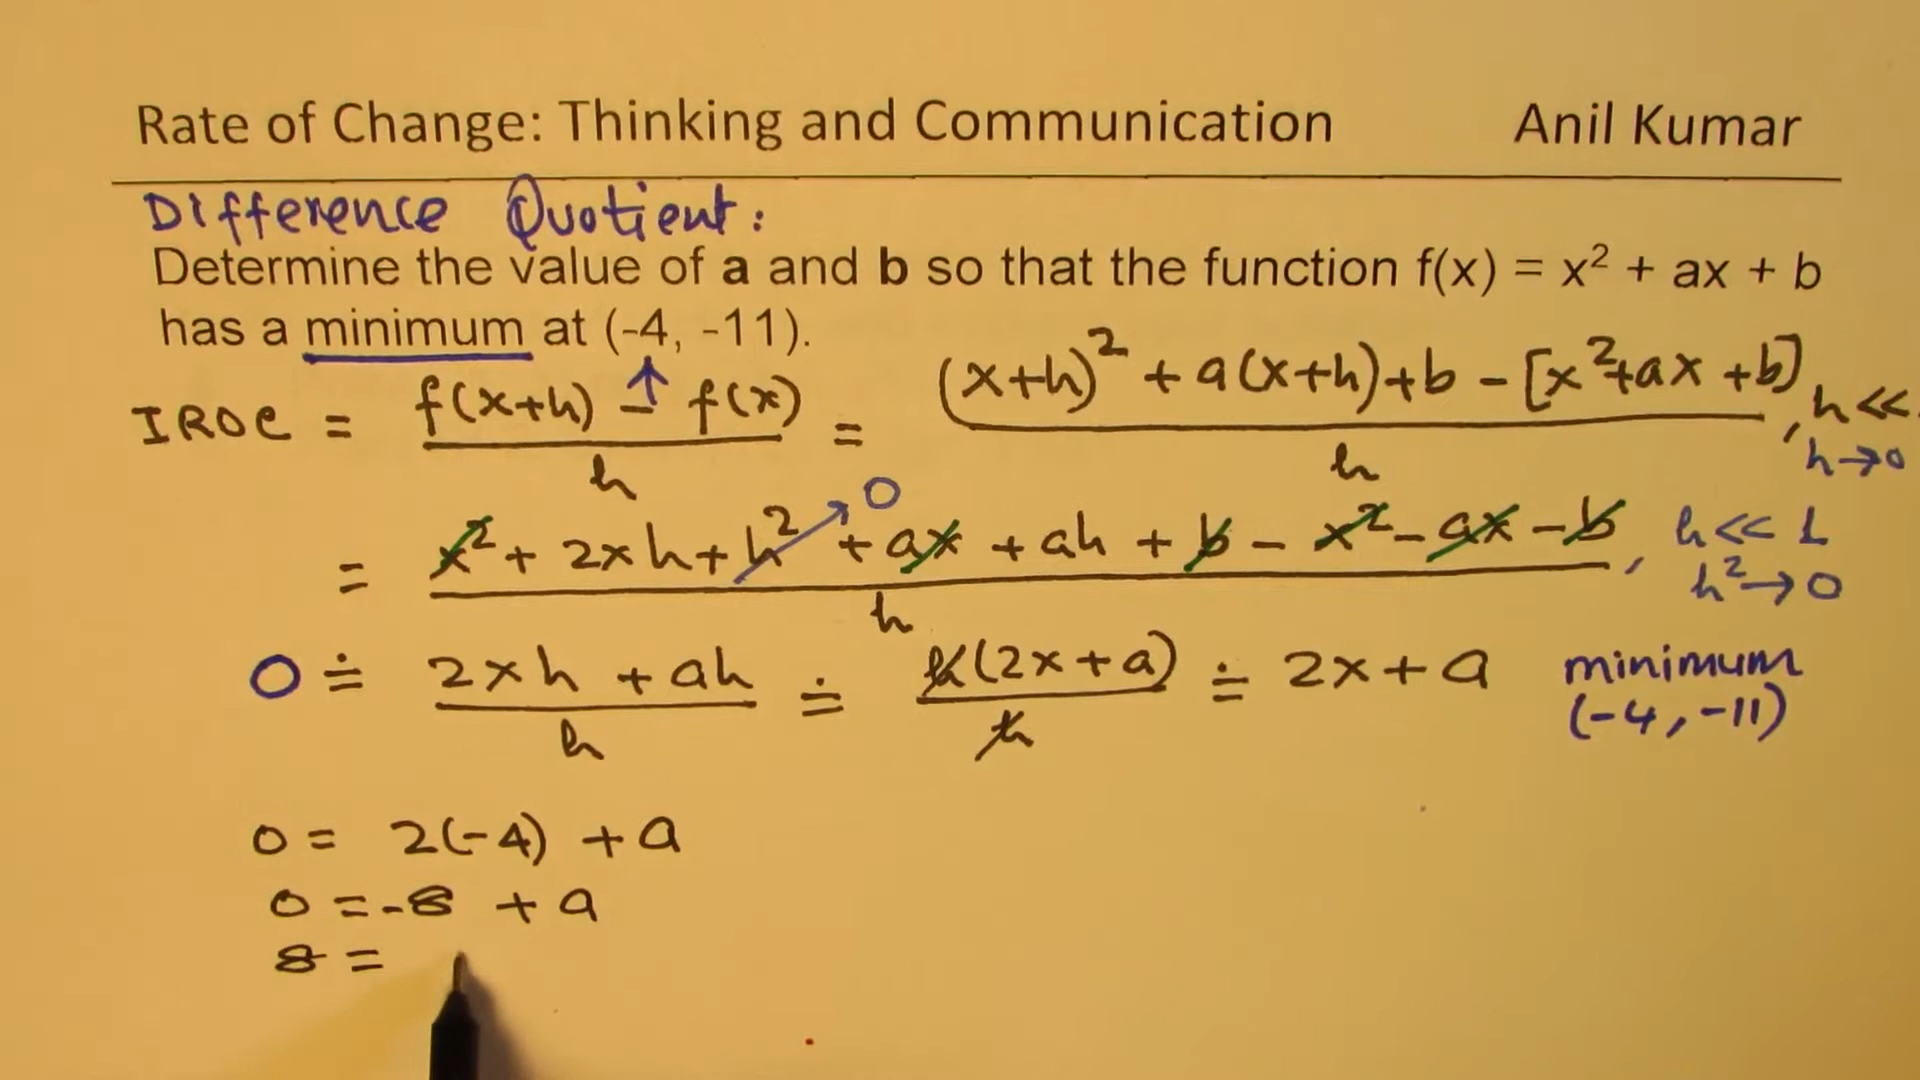 Rate of Change: Thinking and Communication Anil Kumar
Difference Quotient:
Determine the value of a and b so that the function f(x) = x² + ax + b
has a minimum at (-4, -11).
IROC = f(x+h) - f(x) / h = (x+h)² + a(x+h) + b - [x²+ax+b] / h , h <<
h→0
= x² + 2xh + h² → 0 + ax + ah + b - x² - ax - b / h , h << 1
h² → 0
0 ≐ 2xh + ah / h ≐ h(2x+a) / h ≐ 2x + a minimum
(-4, -11)
0 = 2(-4) + a
0 = -8 + a
8 =